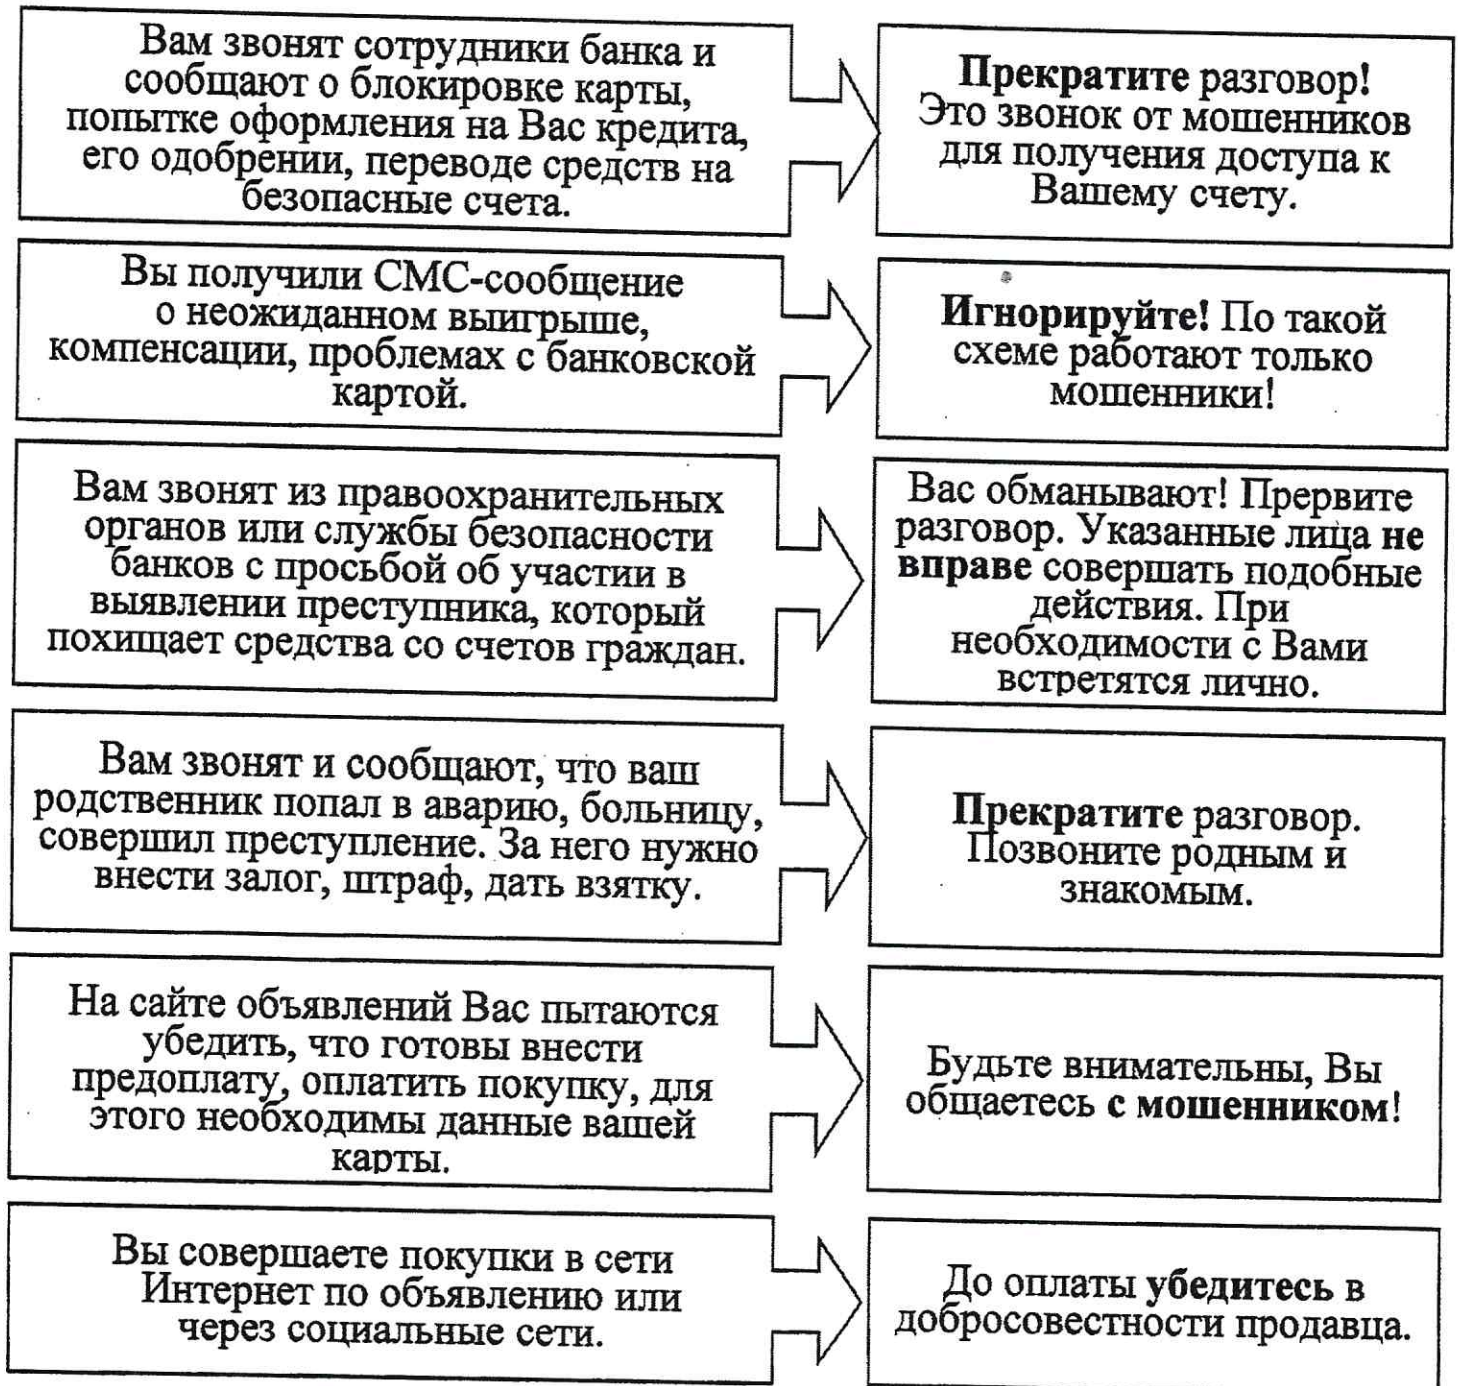 Вам звонят сотрудники банка и
сообщают о блокировке карты,
попытке оформления на Вас кредита,
его одобрении, переводе средств на
безопасные счета.
Прекратите разговор!
Это звонок от мошенников
для получения доступа к
Вашему счету.
Вы получили СМС-сообщение
о неожиданном выигрыше,
компенсации, проблемах с банковской
картой.
Игнорируйте! По такой
схеме работают только
мошенники!
Вам звонят из правоохранительных
органов или службы безопасности
банков с просьбой об участии в
выявлении преступника, который
похищает средства со счетов граждан.
Вас обманывают! Прервите
разговор. Указанные лица не
вправе совершать подобные
действия. При
необходимости с Вами
встретятся лично.
Вам звонят и сообщают, что ваш
родственник попал в аварию, больницу,
совершил преступление. За него нужно
внести залог, штраф, дать взятку.
Прекратите разговор.
Позвоните родным и
знакомым.
На сайте объявлений Вас пытаются
убедить, что готовы внести
предоплату, оплатить покупку, для
этого необходимы данные вашей
карты.
Будьте внимательны, Вы
общаетесь с мошенником!
Вы совершаете покупки в сети
Интернет по объявлению или
через социальные сети.
До оплаты убедитесь в
добросовестности продавца.